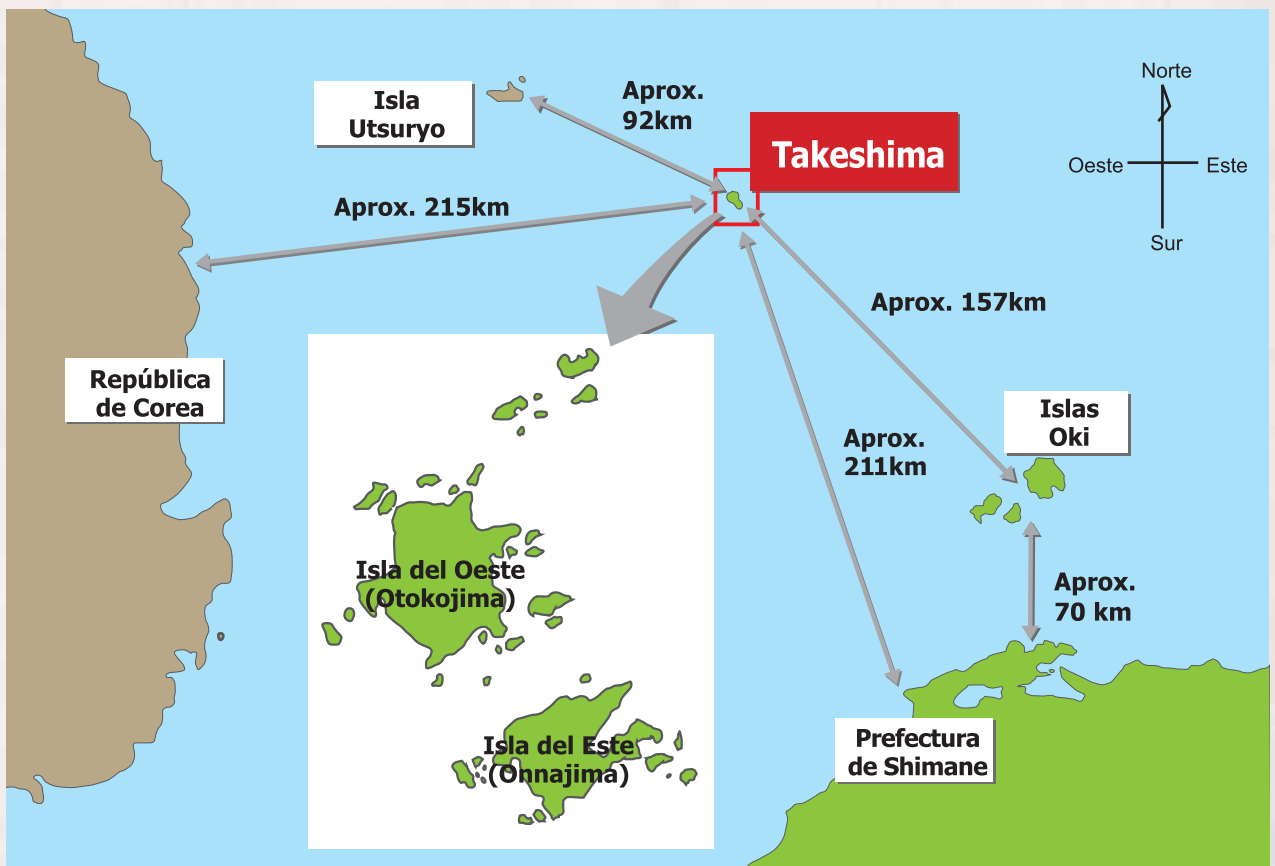 Isla
Utsuryo
Aprox.
92km
Takeshima
Norte
Oeste
Este
Sur
Aprox. 215km
Aprox. 157km
República
de Corea
Islas
Oki
Aprox.
211km
Isla del Oeste
(Otokojima)
Aprox.
70 km
Isla del Este
(Onnajima)
Prefectura
de Shimane